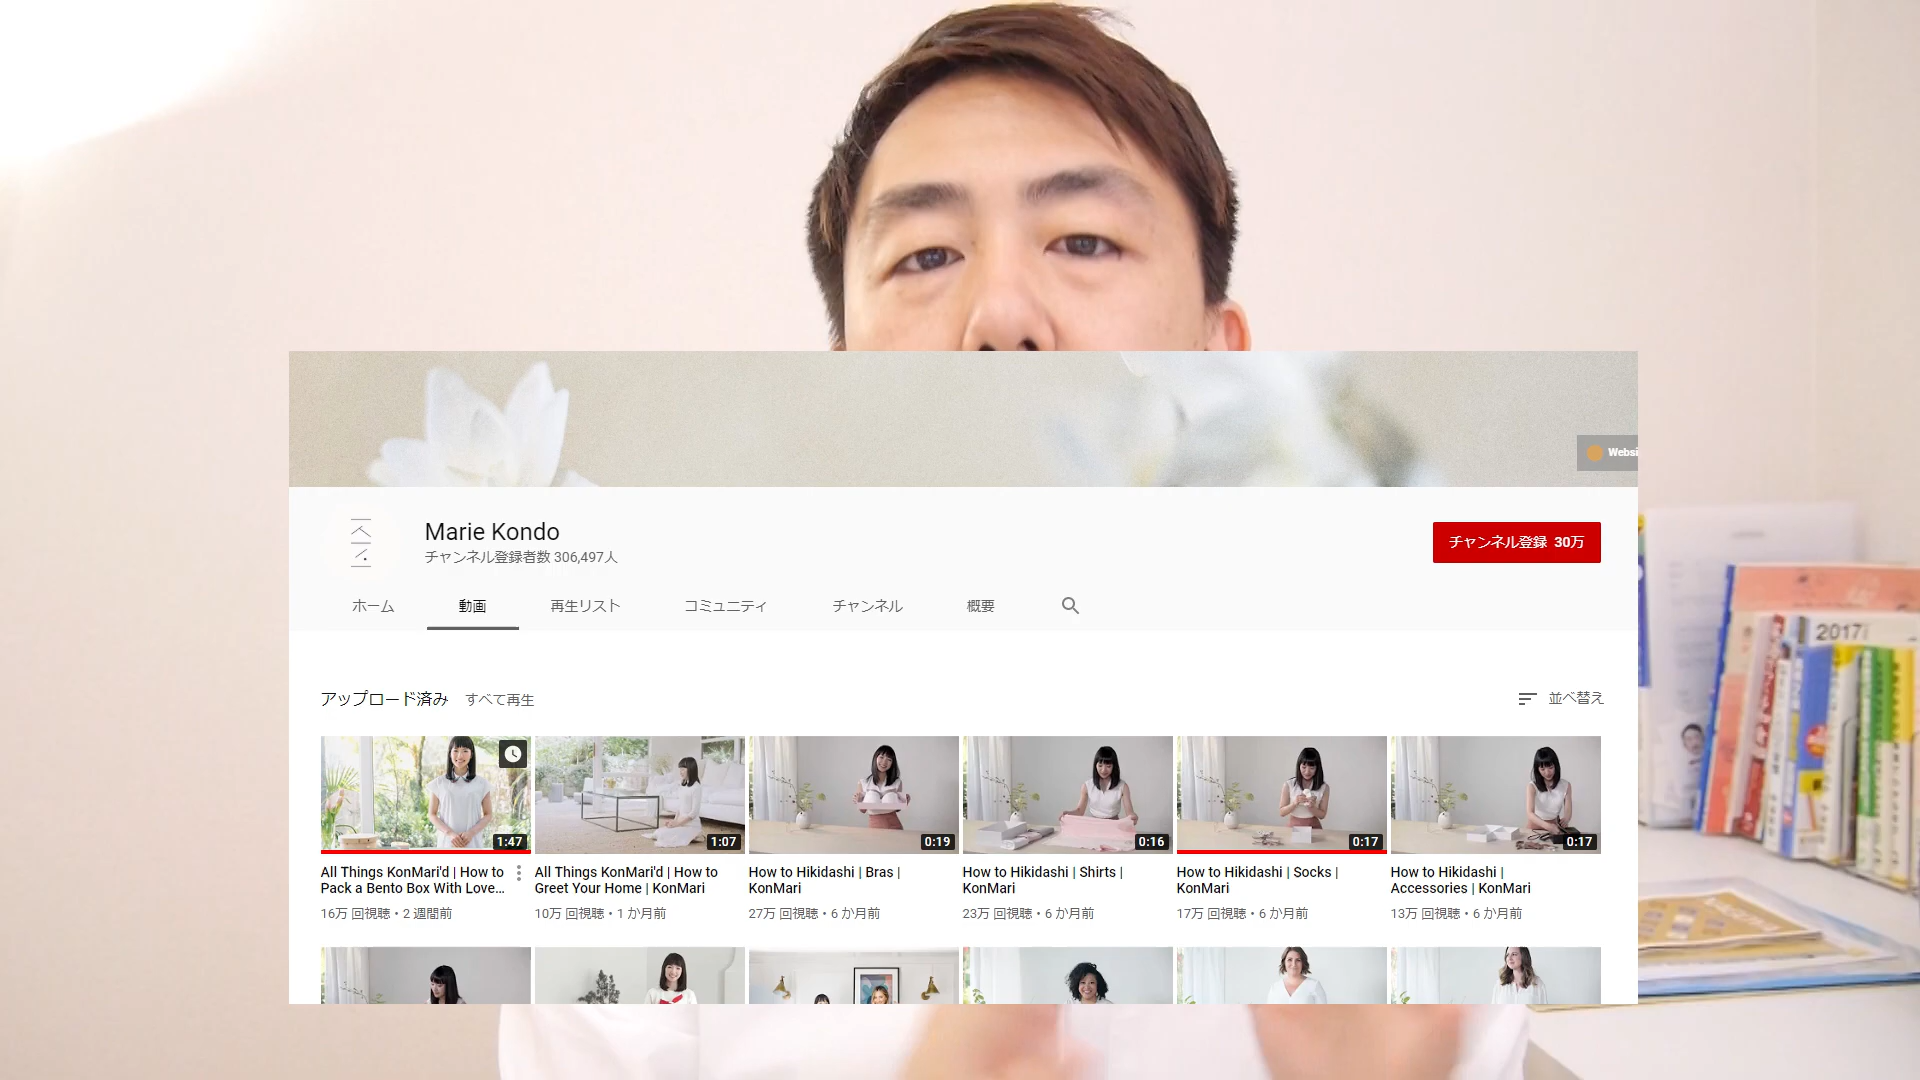 Websi
Marie Kondo
チャンネル登録者数 306,497人
チャンネル登録 30万
ホーム
動画
再生リスト
コミュニティ
チャンネル
概要
アップロード済み
すべて再生
並べ替え
1:47
1:07
0:19
0:16
0:17
0:17
All Things KonMari'd | How to
Pack a Bento Box With Love...
16万 回視聴・2 週間前
All Things KonMari'd | How to
Greet Your Home | KonMari
10万 回視聴・1 か月前
How to Hikidashi | Bras |
KonMari
27万 回視聴・6 か月前
How to Hikidashi | Shirts |
KonMari
23万 回視聴・6 か月前
How to Hikidashi | Socks |
KonMari
17万 回視聴・6 か月前
How to Hikidashi |
Accessories | KonMari
13万 回視聴・6 か月前
2017